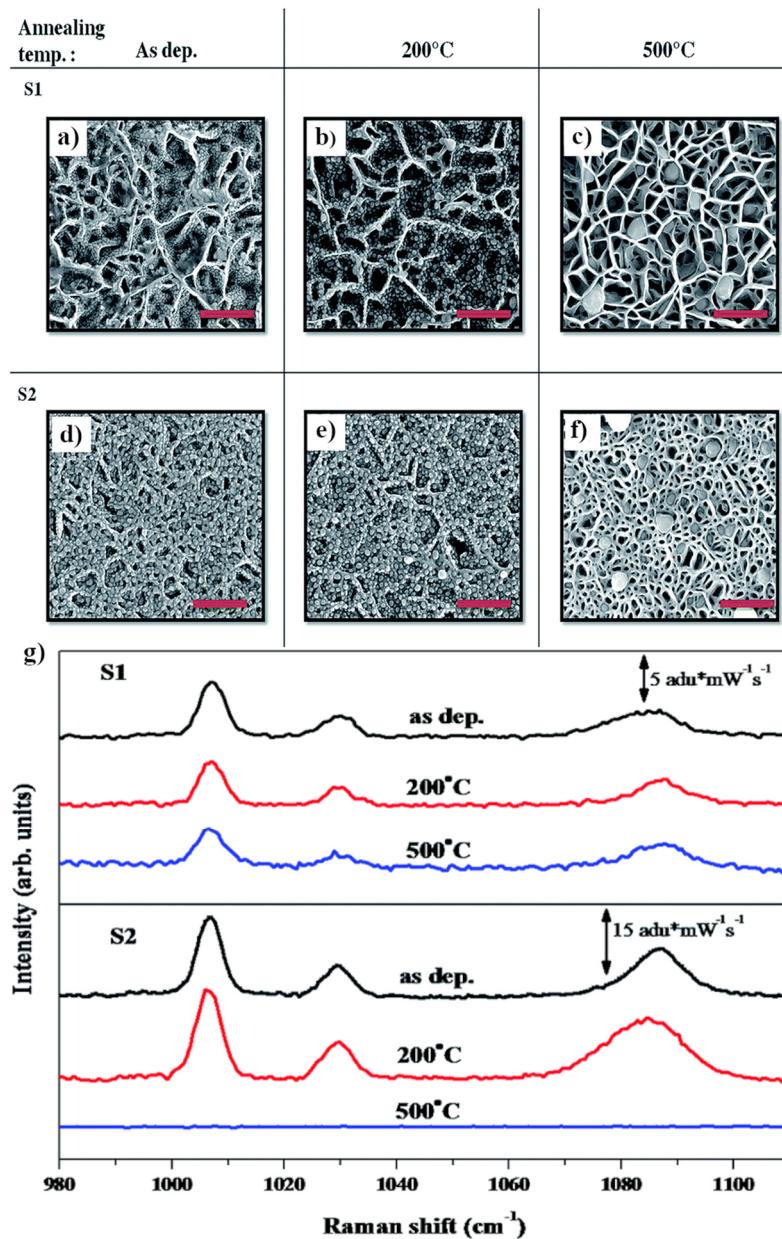 Annealing
temp. : As dep. 200°C 500°C
S1
a) b) c)
S2
d) e) f)
g)
S1
5 adu*mW⁻¹s⁻¹
as dep.
200°C
500°C
S2
15 adu*mW⁻¹s⁻¹
as dep.
200°C
500°C
Intensity (arb. units)
980 1000 1020 1040 1060 1080 1100
Raman shift (cm⁻¹)